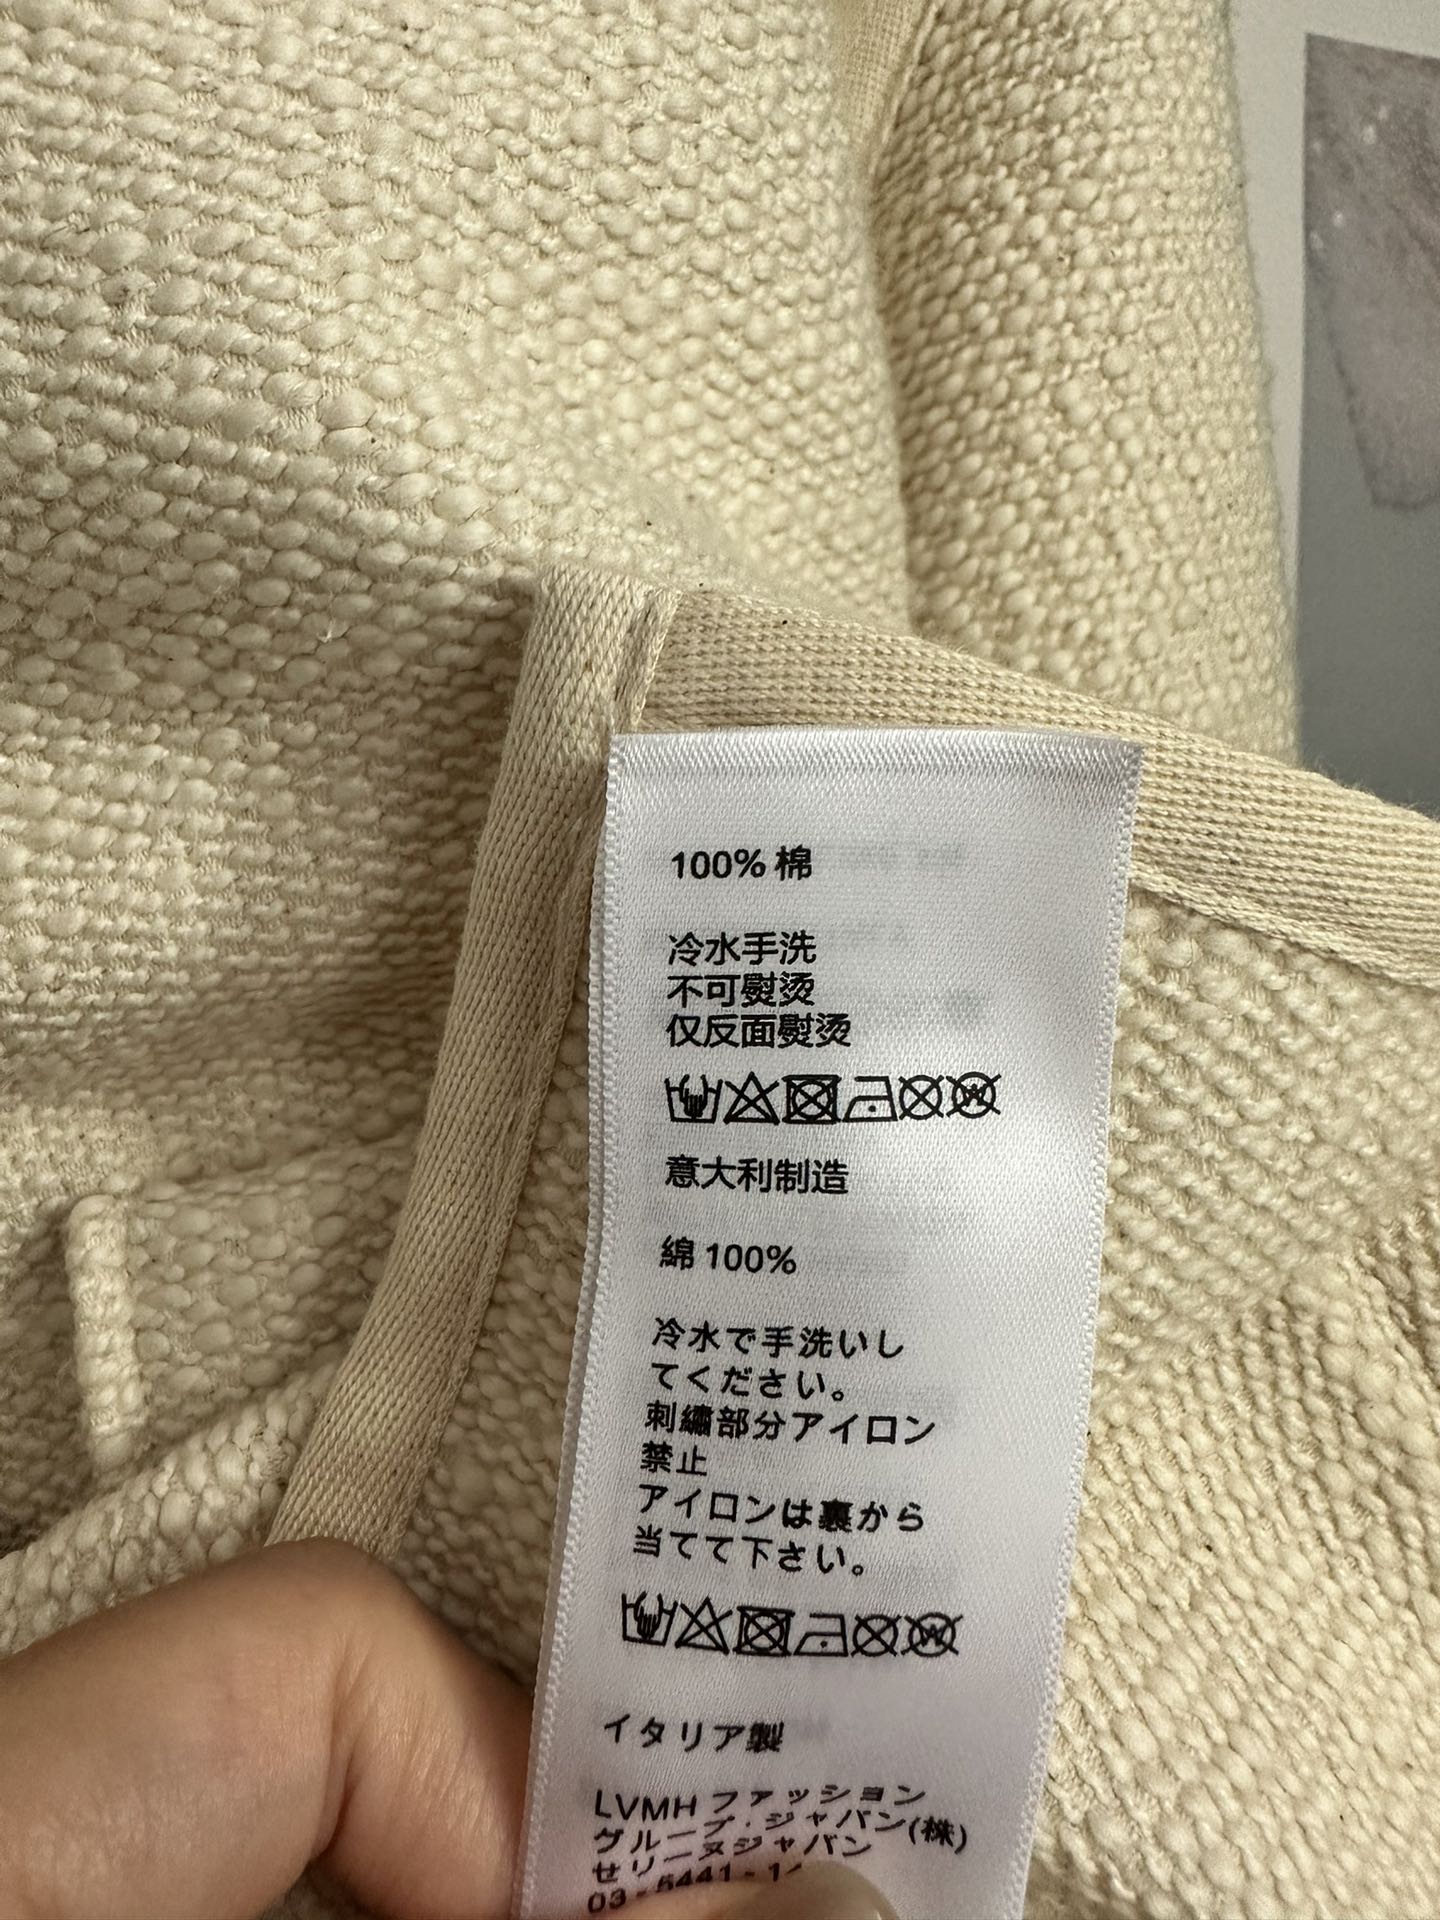 100% 棉
冷水手洗
不可熨烫
仅反面熨烫
意大利制造
綿 100%
冷水で手洗いし
てください。
刺繍部分アイロン
禁止
アイロンは裏から
当てて下さい。
イタリア製
LVMH ファッション
グループ・ジャパン(株)
セリーヌジャパン
03 - 5441 - 1